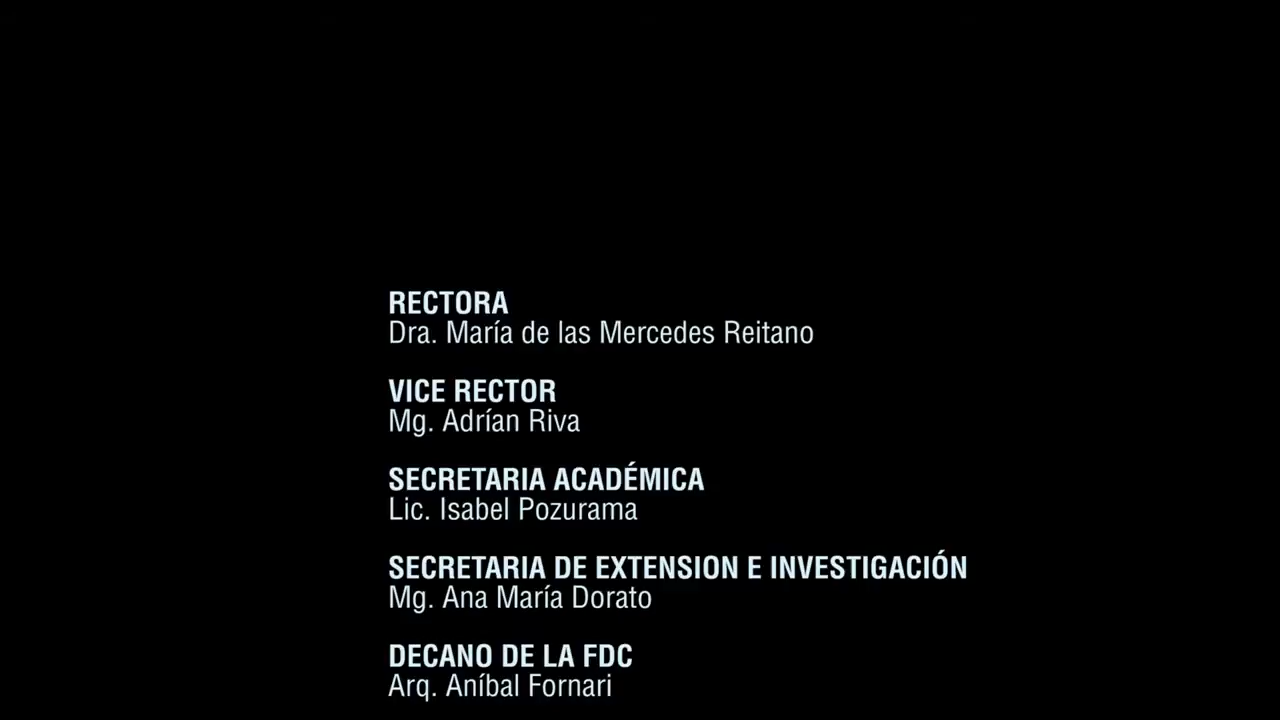 RECTORA
Dra. María de las Mercedes Reitano
VICE RECTOR
Mg. Adrían Riva
SECRETARIA ACADÉMICA
Lic. Isabel Pozurama
SECRETARIA DE EXTENSION E INVESTIGACIÓN
Mg. Ana María Dorato
DECANO DE LA FDC
Arq. Aníbal Fornari